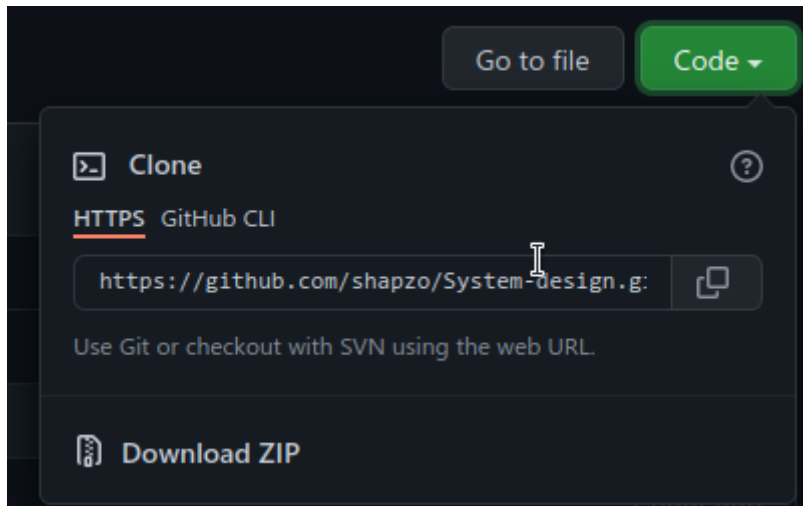 Go to file
Code
Clone
HTTPS GitHub CLI
https://github.com/shapzo/System-design.g
Use Git or checkout with SVN using the web URL.
Download ZIP